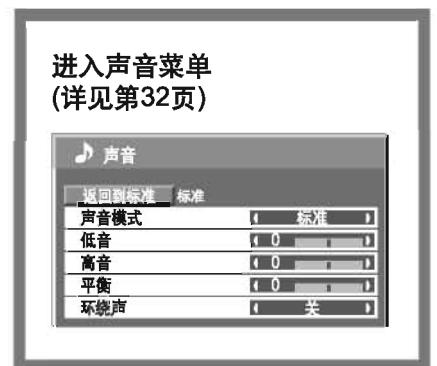 进入声音菜单
(详见第32页)
声音
返回到标准 标准
声音模式 标准
低音 0
高音 0
平衡 0
环绕声 关